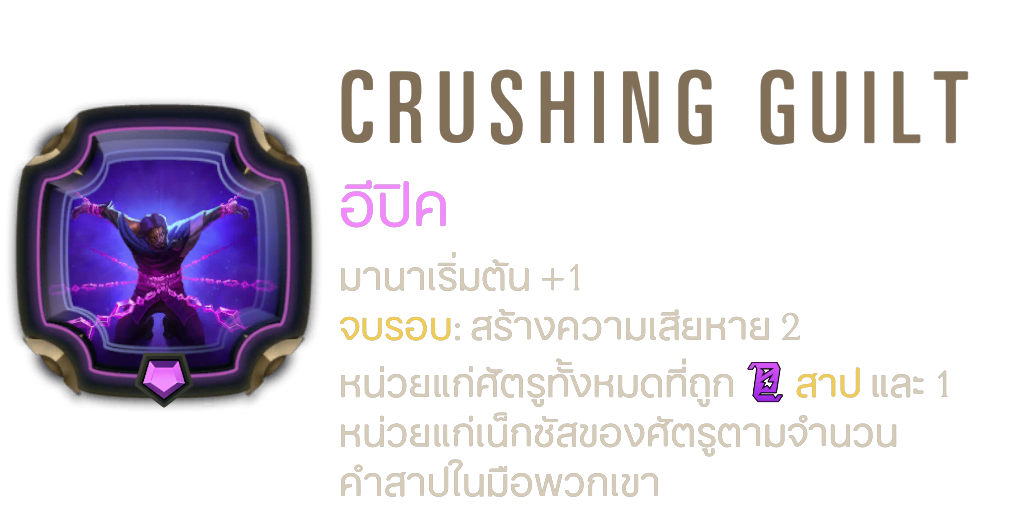 CRUSHING GUILT
อีปิค
มานาเริ่มต้น +1
จบรอบ: สร้างความเสียหาย 2
หน่วยแก่ศัตรูทั้งหมดที่ถูก สาป และ 1
หน่วยแก่เน็กซัสของศัตรูตามจำนวน
คำสาปในมือพวกเขา